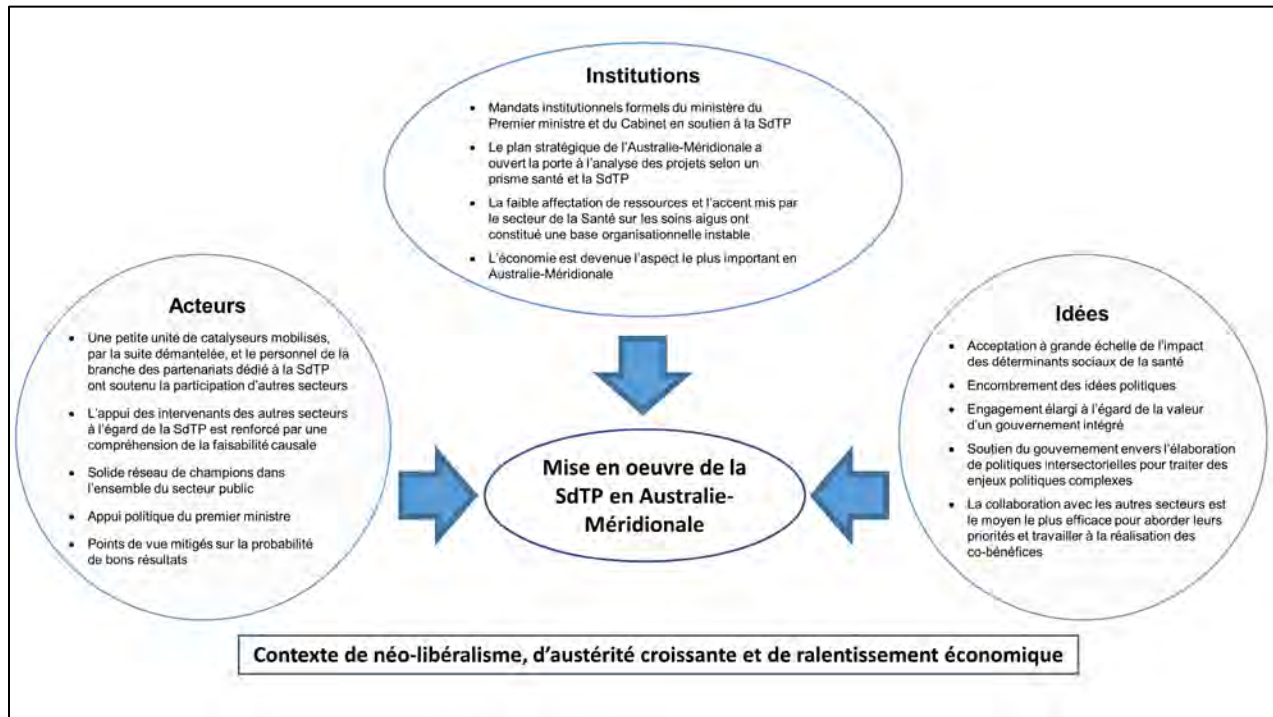 Institutions
• Mandats institutionnels formels du ministère du
Premier ministre et du Cabinet en soutien à la SdTP
• Le plan stratégique de l'Australie-Méridionale a
ouvert la porte à l'analyse des projets selon un
prisme santé et la SdTP
• La faible affectation de ressources et l'accent mis par
le secteur de la Santé sur les soins aigus ont
constitué une base organisationnelle instable
• L'économie est devenue l'aspect le plus important en
Australie-Méridionale
Acteurs
• Une petite unité de catalyseurs mobilisés,
par la suite démantelée, et le personnel de la
branche des partenariats dédié à la SdTP
ont soutenu la participation d'autres secteurs
• L'appui des intervenants des autres secteurs
à l'égard de la SdTP est renforcé par une
compréhension de la faisabilité causale
• Solide réseau de champions dans
l'ensemble du secteur public
• Appui politique du premier ministre
• Points de vue mitigés sur la probabilité
de bons résultats
Idées
• Acceptation à grande échelle de l'impact
des déterminants sociaux de la santé
• Encombrement des idées politiques
• Engagement élargi à l'égard de la valeur
d'un gouvernement intégré
• Soutien du gouvernement envers l'élaboration
de politiques intersectorielles pour traiter des
enjeux politiques complexes
• La collaboration avec les autres secteurs est
le moyen le plus efficace pour aborder leurs
priorités et travailler à la réalisation des
co-bénéfices
Mise en oeuvre de la
SdTP en Australie-
Méridionale
Contexte de néo-libéralisme, d'austérité croissante et de ralentissement économique